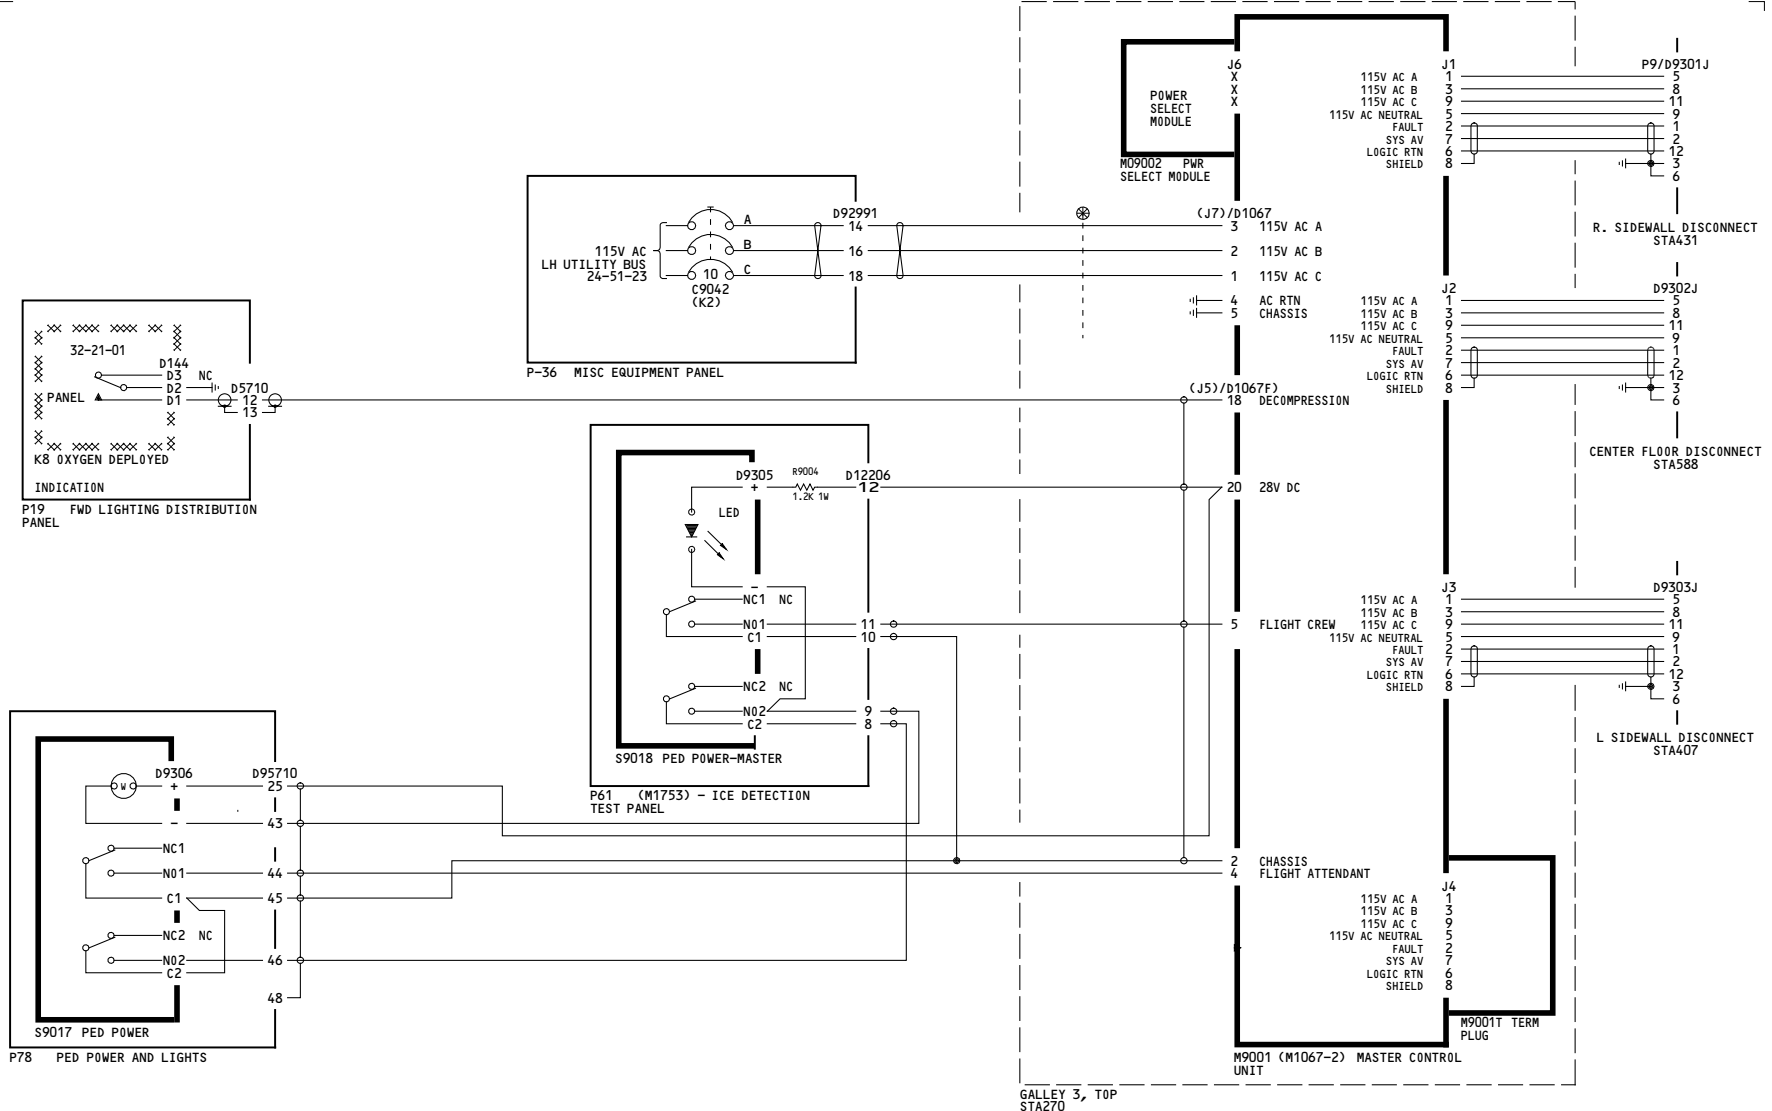 J6
X
X
X
POWER
SELECT
MODULE
M09002 PWR
SELECT MODULE
J1
115V AC A 1
115V AC B 3
115V AC C 9
115V AC NEUTRAL 5
FAULT 2
SYS AV 7
LOGIC RTN 6
SHIELD 8
P9/D9301J
5
8
11
9
1
2
12
3
6
R. SIDEWALL DISCONNECT
STA431
115V AC
LH UTILITY BUS
24-51-23
A
B
10 C
C9042
(K2)
D92991
14
16
18
P-36 MISC EQUIPMENT PANEL
(J7)/D1067
3 115V AC A
2 115V AC B
1 115V AC C
4 AC RTN
5 CHASSIS
J2
115V AC A 1
115V AC B 3
115V AC C 9
115V AC NEUTRAL 5
FAULT 2
SYS AV 7
LOGIC RTN 6
SHIELD 8
D9302J
5
8
11
9
1
2
12
3
6
CENTER FLOOR DISCONNECT
STA588
XX XXXX XXXX XX
32-21-01
D144
D3 NC
D2
PANEL D1
D5710
12
13
XX XXXX XXXX XX
K8 OXYGEN DEPLOYED
INDICATION
P19 FWD LIGHTING DISTRIBUTION
PANEL
(J5)/D1067F)
18 DECOMPRESSION
20 28V DC
5 FLIGHT CREW
2 CHASSIS
4 FLIGHT ATTENDANT
D9305
+
R9004
1.2K 1W
D12206
12
LED
-
NC1 NC
NO1 11
C1 10
NC2 NC
NO2 9
C2 8
S9018 PED POWER-MASTER
P61 (M1753) - ICE DETECTION
TEST PANEL
J3
115V AC A 1
115V AC B 3
115V AC C 9
115V AC NEUTRAL 5
FAULT 2
SYS AV 7
LOGIC RTN 6
SHIELD 8
D9303J
5
8
11
9
1
2
12
3
6
L SIDEWALL DISCONNECT
STA407
D9306 D95710
W + 25
- 43
NC1
NO1 44
C1 45
NC2 NC
NO2 46
C2
48
S9017 PED POWER
P78 PED POWER AND LIGHTS
J4
115V AC A 1
115V AC B 3
115V AC C 9
115V AC NEUTRAL 5
FAULT 2
SYS AV 7
LOGIC RTN 6
SHIELD 8
M9001T TERM
PLUG
M9001 (M1067-2) MASTER CONTROL
UNIT
GALLEY 3, TOP
STA270